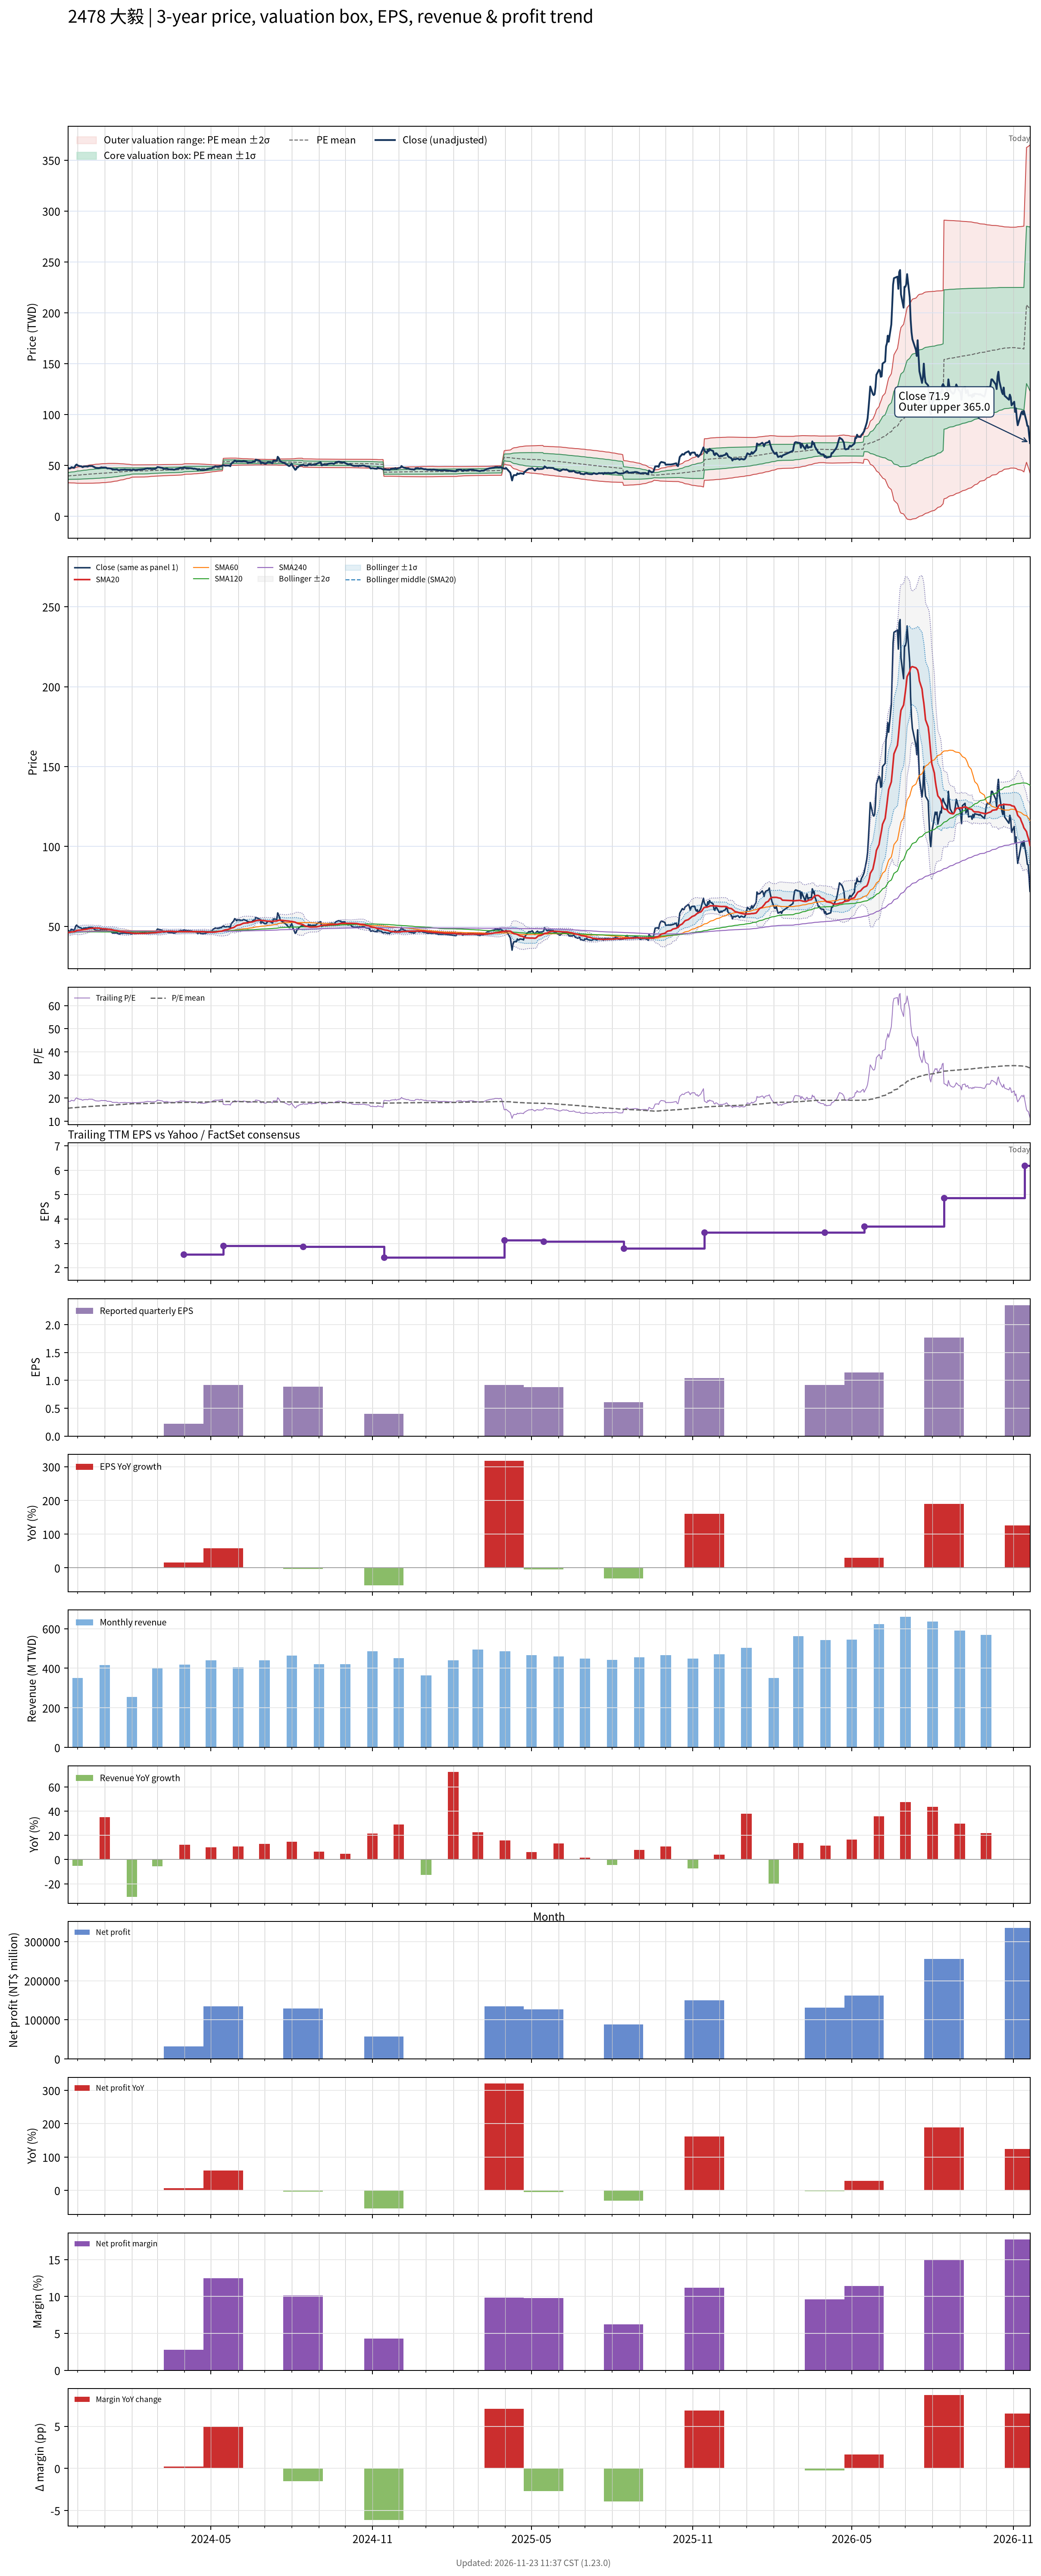 2478 大毅 | 3-year price, valuation box, EPS, revenue & profit trend
Outer valuation range: PE mean ±2σ
Core valuation box: PE mean ±1σ
PE mean
Close (unadjusted)
Today
Price (TWD)
350
300
250
200
150
100
50
0
Close 71.9
Outer upper 365.0
Close (same as panel 1)
SMA20
SMA60
SMA120
SMA240
Bollinger ±2σ
Bollinger ±1σ
Bollinger middle (SMA20)
Price
250
200
150
100
50
Trailing P/E
P/E mean
P/E
60
50
40
30
20
10
Trailing TTM EPS vs Yahoo / FactSet consensus
Today
EPS
7
6
5
4
3
2
Reported quarterly EPS
EPS
2.0
1.5
1.0
0.5
0.0
EPS YoY growth
YoY (%)
300
200
100
0
Monthly revenue
Revenue (M TWD)
600
400
200
0
Revenue YoY growth
YoY (%)
60
40
20
0
-20
Month
Net profit
Net profit (NT$ million)
300000
200000
100000
0
Net profit YoY
YoY (%)
300
200
100
0
Net profit margin
Margin (%)
15
10
5
0
Margin YoY change
Δ margin (pp)
5
0
-5
2024-05
2024-11
2025-05
2025-11
2026-05
2026-11
Updated: 2026-11-23 11:37 CST (1.23.0)